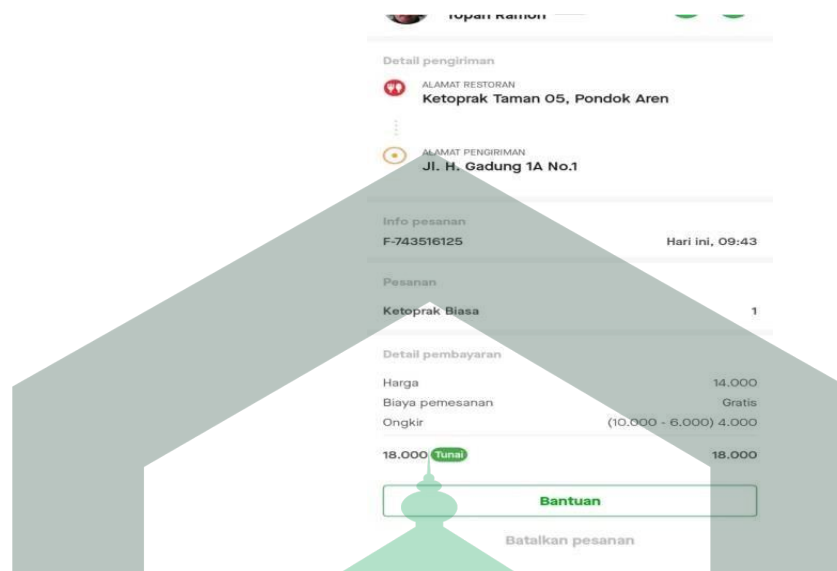 Topan Ramon
Detail pengiriman
ALAMAT RESTORAN
Ketoprak Taman 05, Pondok Aren
ALAMAT PENGIRIMAN
Jl. H. Gadung 1A No.1
Info pesanan
F-743516125 Hari ini, 09:43
Pesanan
Ketoprak Biasa 1
Detail pembayaran
Harga 14.000
Biaya pemesanan Gratis
Ongkir (10.000 - 6.000) 4.000
18.000 Tunai 18.000
Bantuan
Batalkan pesanan